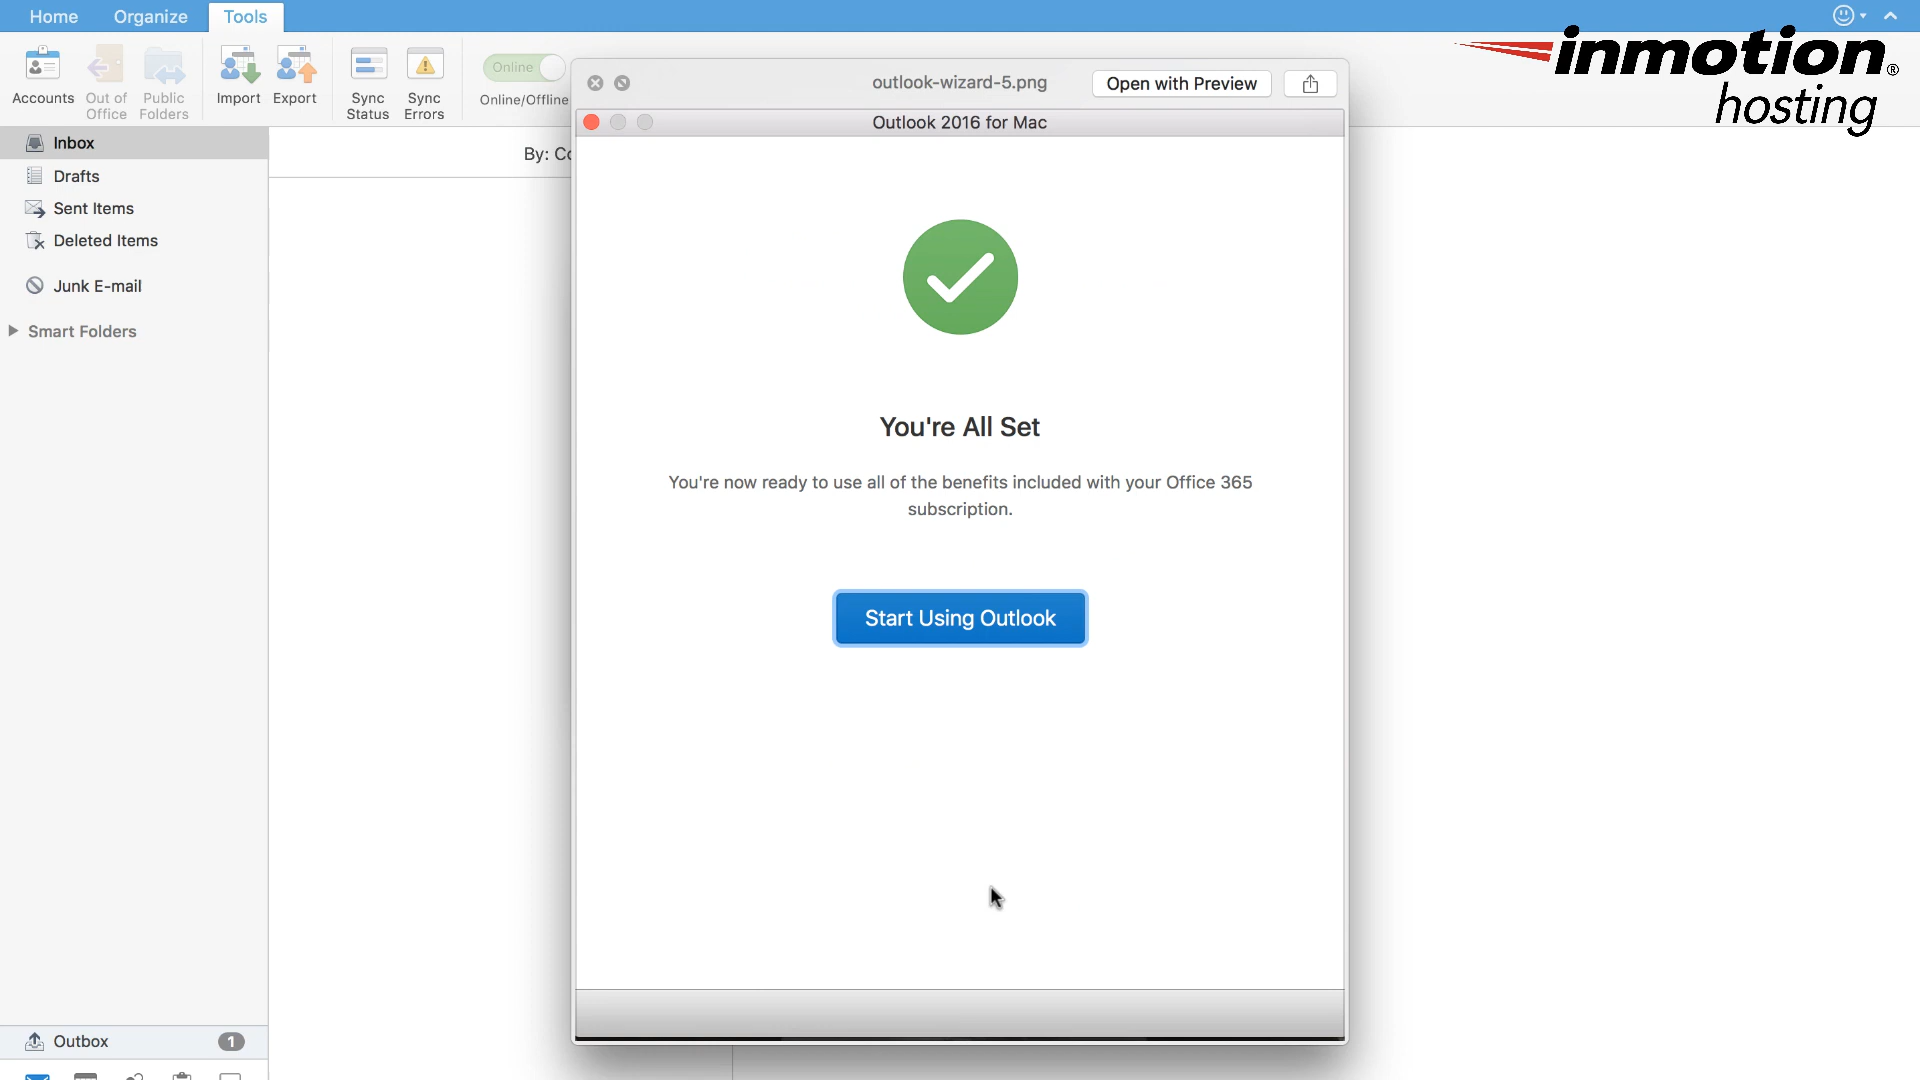 Home Organize Tools
Accounts
Out of Office
Public Folders
Import
Export
Sync Status
Sync Errors
Online
Online/Offline
inmotion®
hosting
outlook-wizard-5.png
Open with Preview
Outlook 2016 for Mac
Inbox
By:
Drafts
Sent Items
Deleted Items
Junk E-mail
Smart Folders
You're All Set
You're now ready to use all of the benefits included with your Office 365
subscription.
Start Using Outlook
Outbox 1